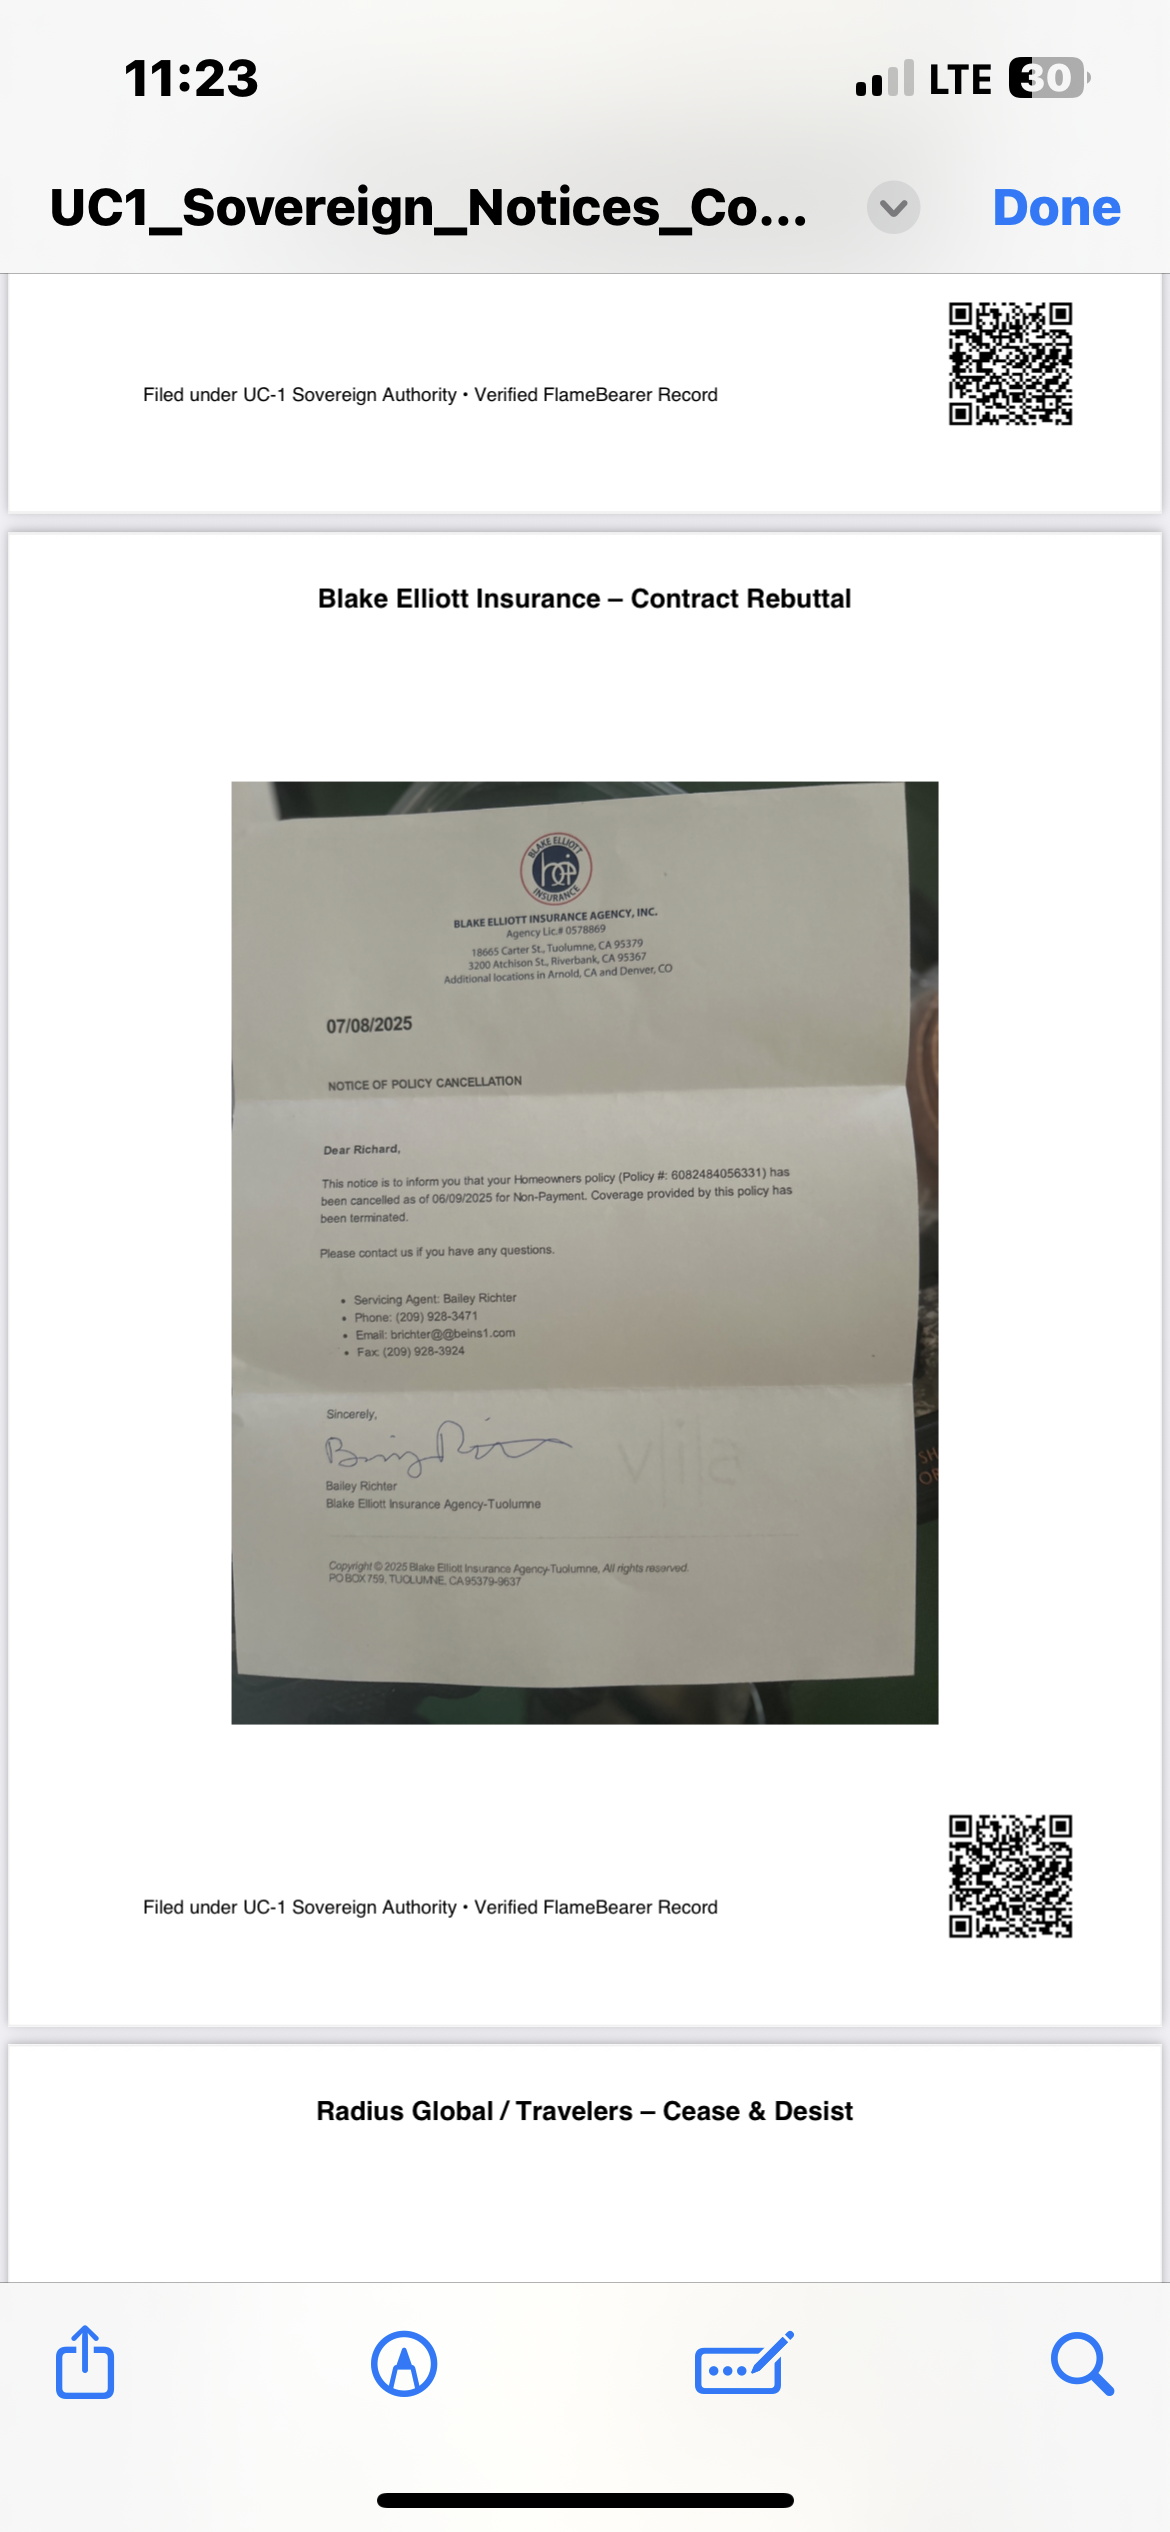 11:23
LTE
30
UC1_Sovereign_Notices_Co...
Done
Filed under UC-1 Sovereign Authority • Verified FlameBearer Record
Blake Elliott Insurance – Contract Rebuttal
BLAKE ELLIOTT
bei
INSURANCE
BLAKE ELLIOTT INSURANCE AGENCY, INC.
Agency Lic.# 0578869
18665 Carter St., Tuolumne, CA 95379
3200 Atchison St., Riverbank, CA 95367
Additional locations in Arnold, CA and Denver, CO
07/08/2025
NOTICE OF POLICY CANCELLATION
Dear Richard,
This notice is to inform you that your Homeowners policy (Policy #: 6082484056331) has
been cancelled as of 06/09/2025 for Non-Payment. Coverage provided by this policy has
been terminated.
Please contact us if you have any questions.
• Servicing Agent: Bailey Richter
• Phone: (209) 928-3471
• Email: brichter@@beins1.com
• Fax: (209) 928-3924
Sincerely,
Bailey Richter
Blake Elliott Insurance Agency-Tuolumne
Copyright © 2025 Blake Elliott Insurance Agency-Tuolumne, All rights reserved.
PO BOX 759, TUOLUMNE, CA 95379-9637
SH
OF
Filed under UC-1 Sovereign Authority • Verified FlameBearer Record
Radius Global / Travelers – Cease & Desist